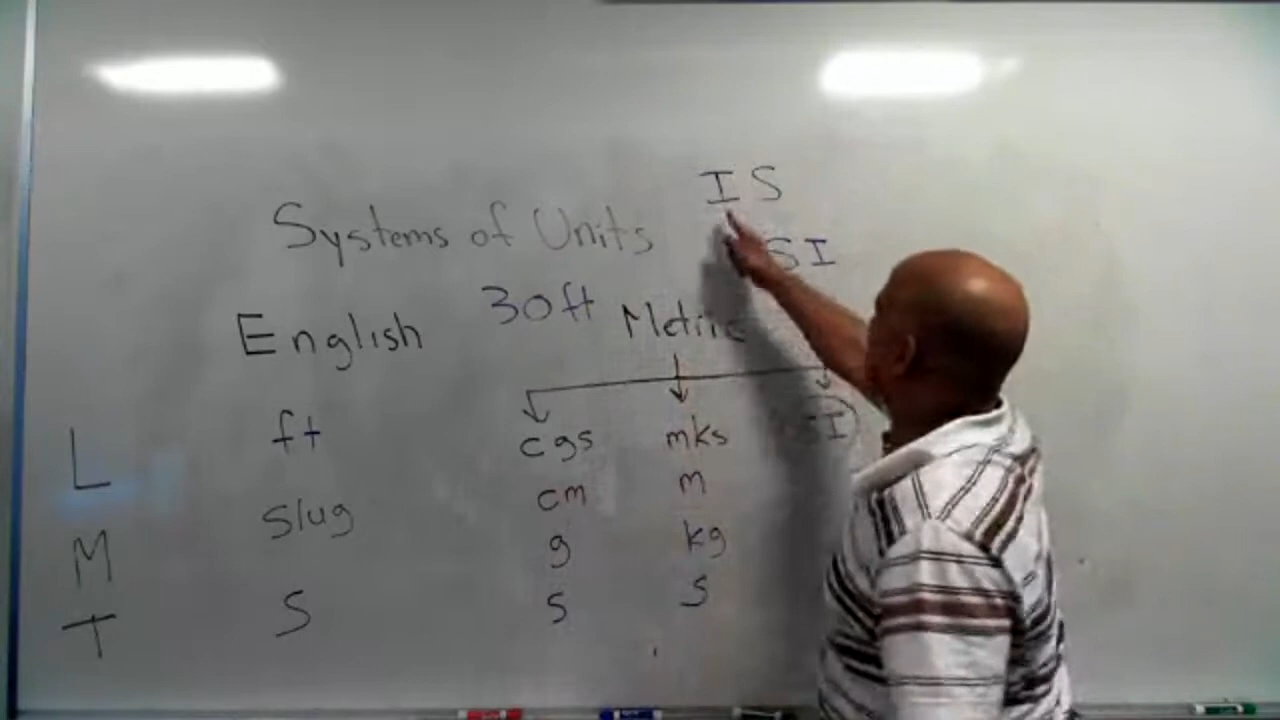 IS
Systems of Units
SI
English 30ft Metric
cgs mks SI
L ft cm m
M slug g kg
T s s s